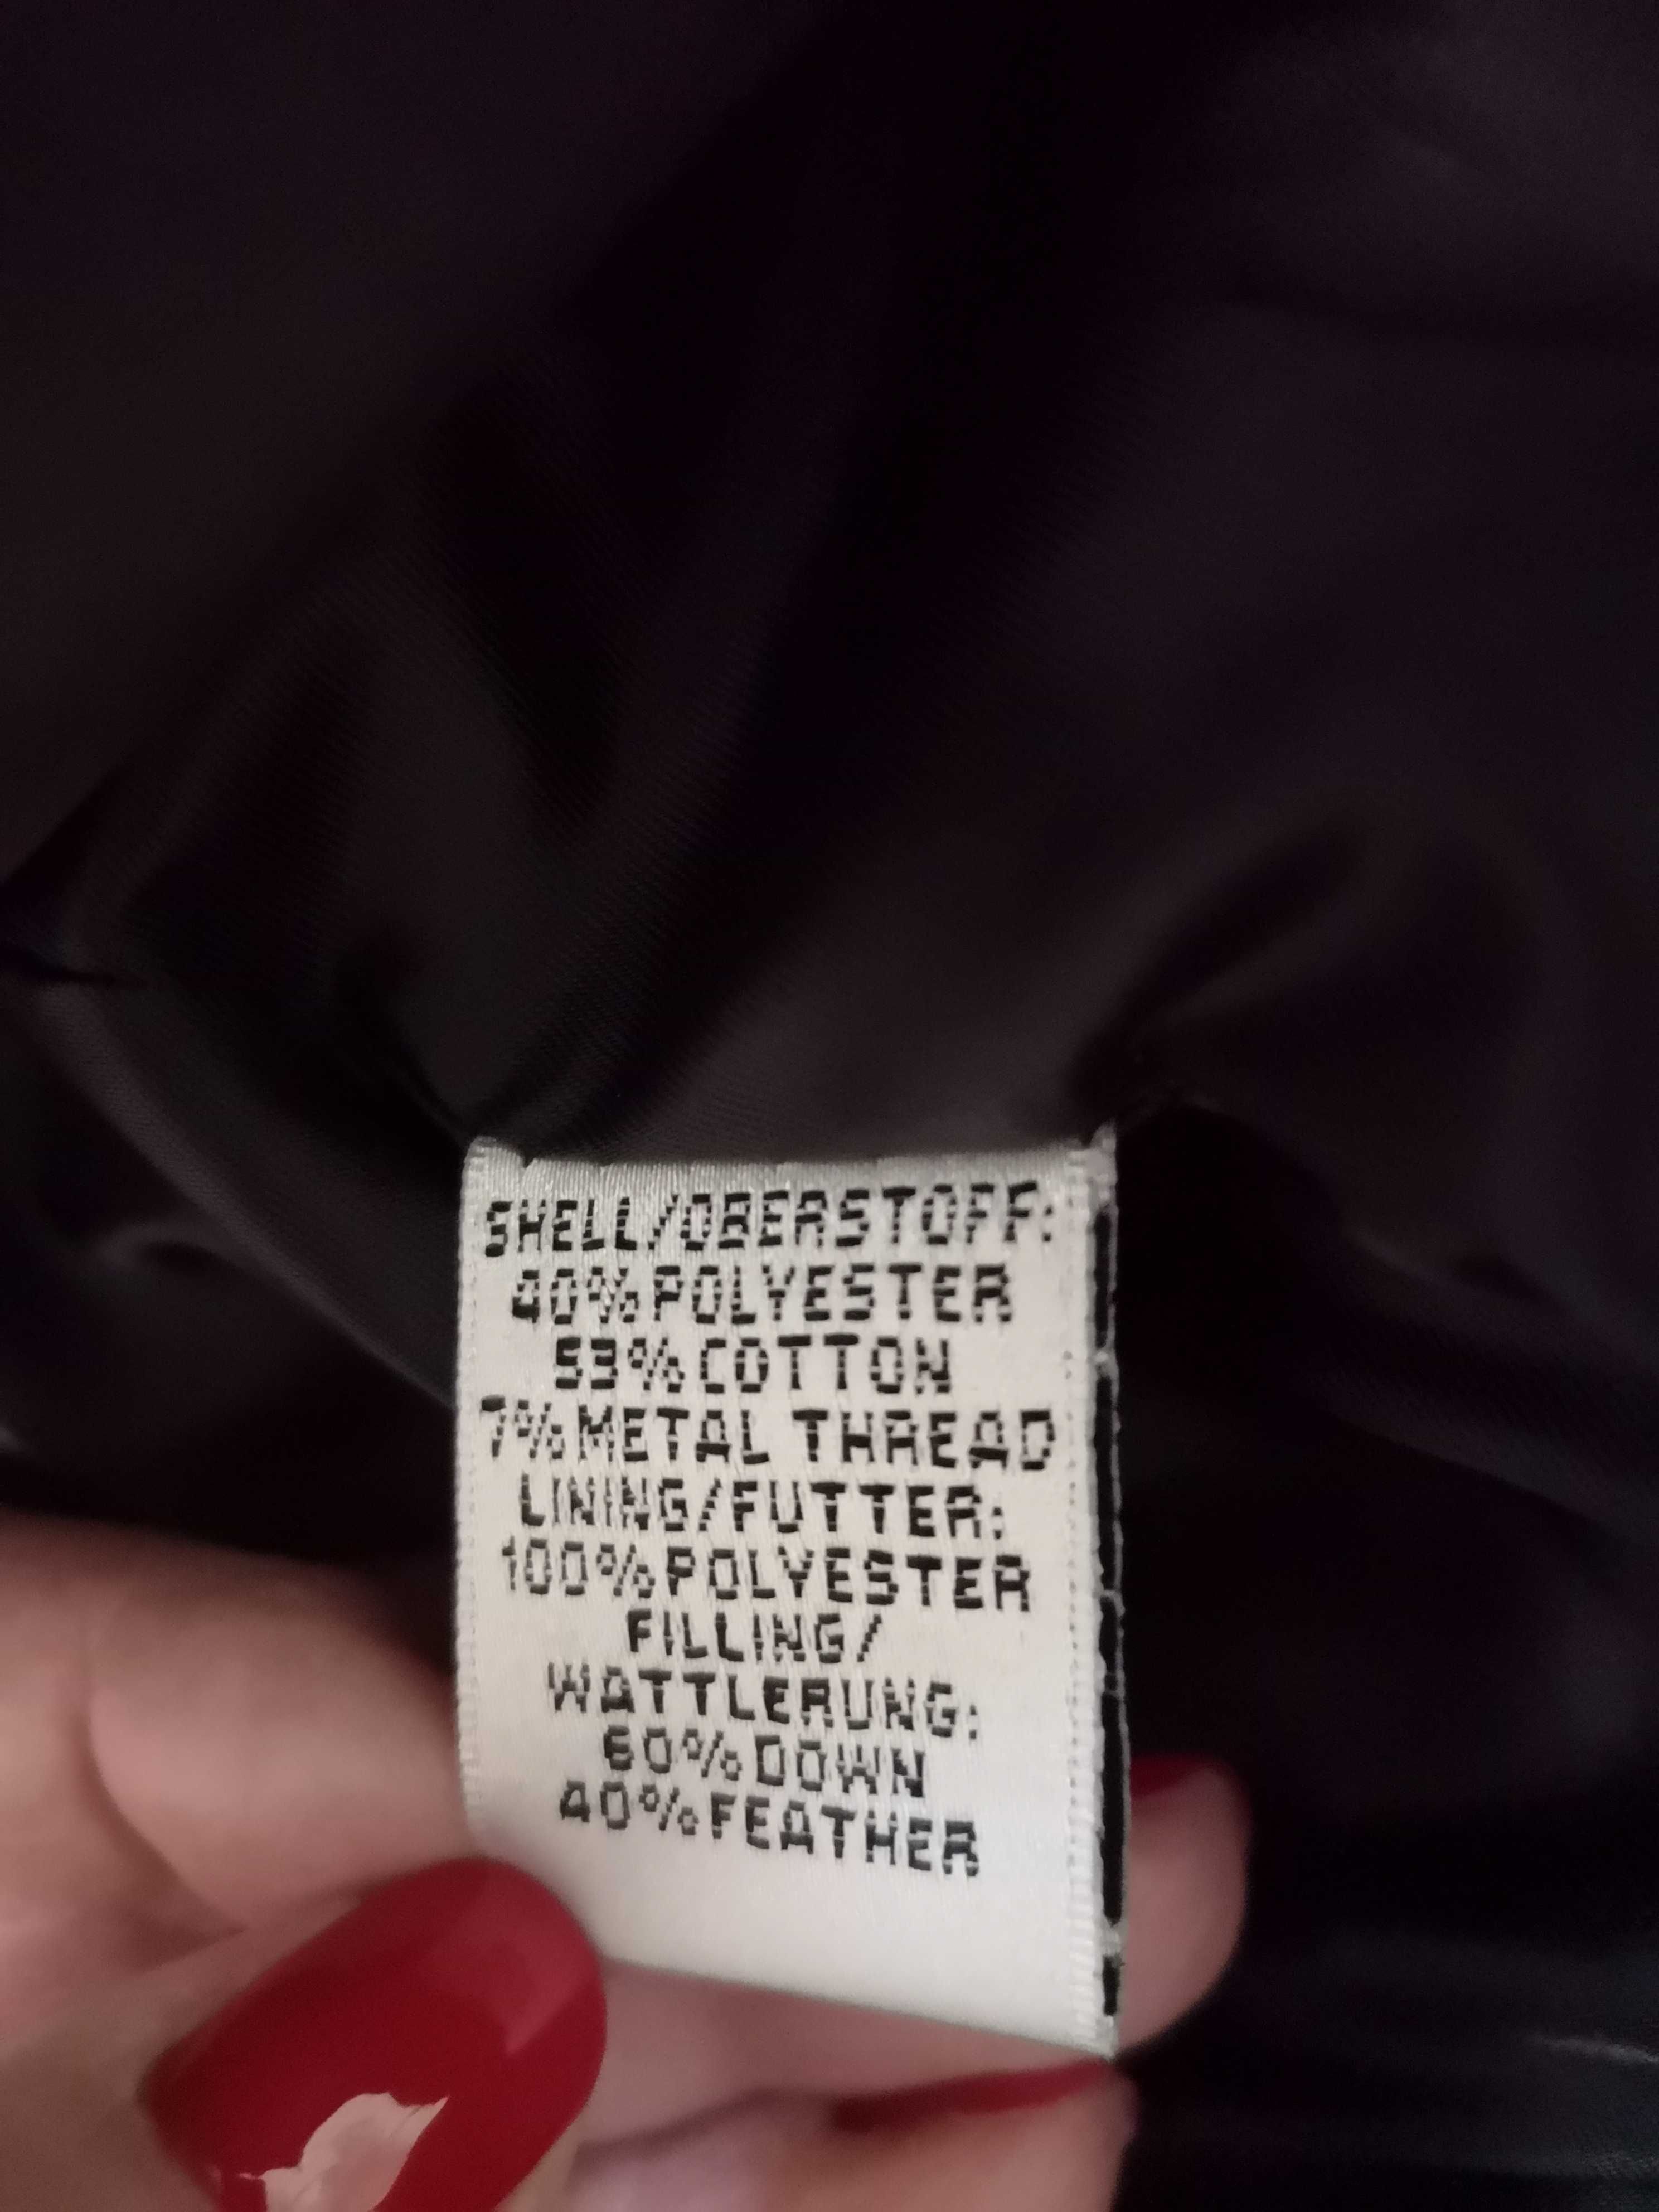 SHELL/OBERSTOFF:
40%POLYESTER
53%COTTON
7%METAL THREAD
LINING/FUTTER:
100%POLYESTER
FILLING/
WATTLERUNG:
60%DOWN
40%FEATHER